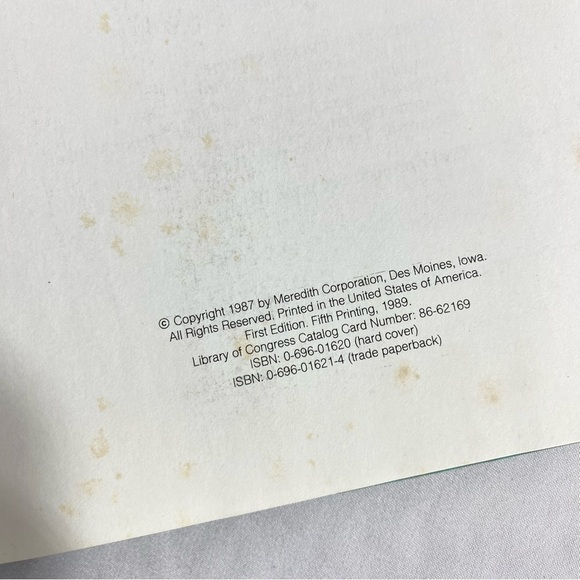 © Copyright 1987 by Meredith Corporation, Des Moines, Iowa.
All Rights Reserved. Printed in the United States of America.
First Edition. Fifth Printing, 1989.
Library of Congress Catalog Card Number: 86-62169
ISBN: 0-696-01620 (hard cover)
ISBN: 0-696-01621-4 (trade paperback)